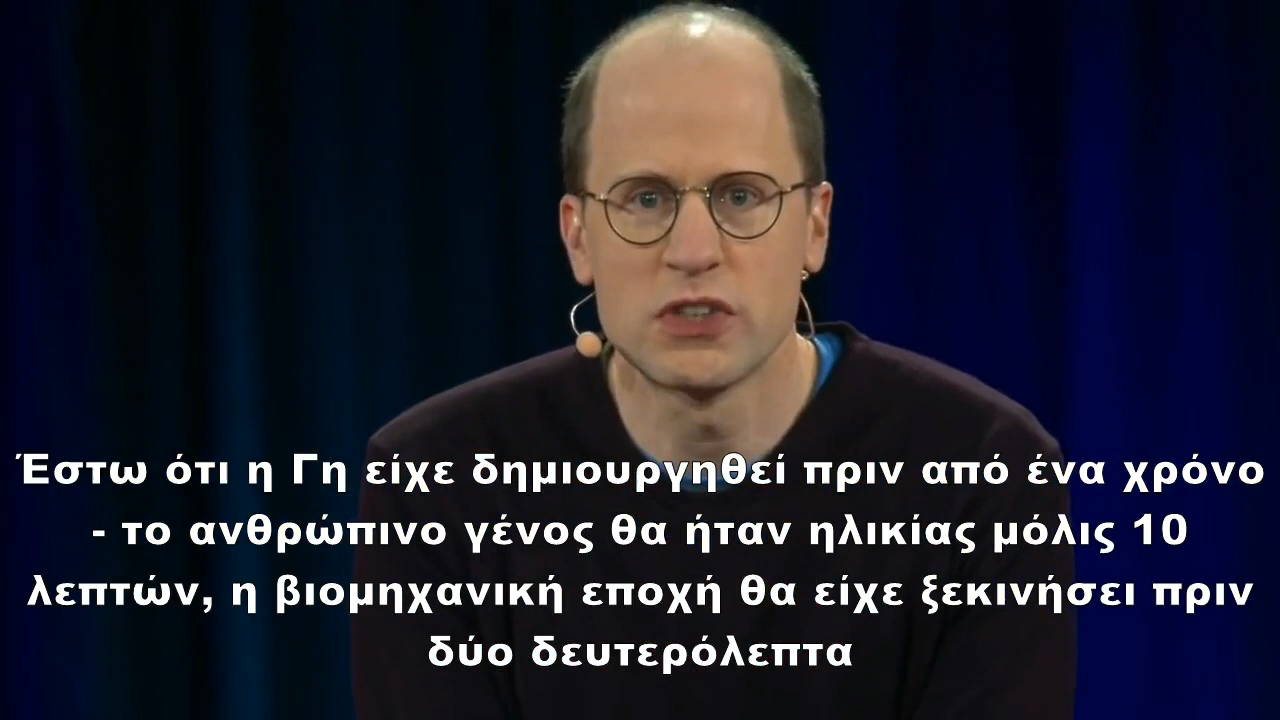 Έστω ότι η Γη είχε δημιουργηθεί πριν από ένα χρόνο
- το ανθρώπινο γένος θα ήταν ηλικίας μόλις 10
λεπτών, η βιομηχανική εποχή θα είχε ξεκινήσει πριν
δύο δευτερόλεπτα